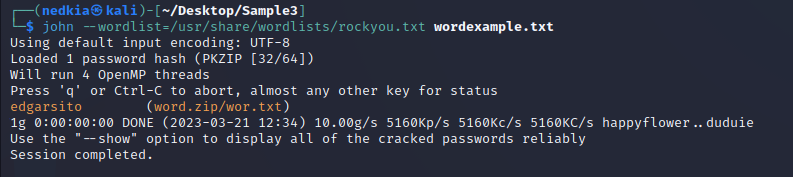 ┌──(nedkia㉿kali)-[~/Desktop/Sample3]
└─$ john --wordlist=/usr/share/wordlists/rockyou.txt wordexample.txt
Using default input encoding: UTF-8
Loaded 1 password hash (PKZIP [32/64])
Will run 4 OpenMP threads
Press 'q' or Ctrl-C to abort, almost any other key for status
edgarsito        (word.zip/wor.txt)
1g 0:00:00:00 DONE (2023-03-21 12:34) 10.00g/s 5160Kp/s 5160Kc/s 5160KC/s happyflower..duduie
Use the "--show" option to display all of the cracked passwords reliably
Session completed.